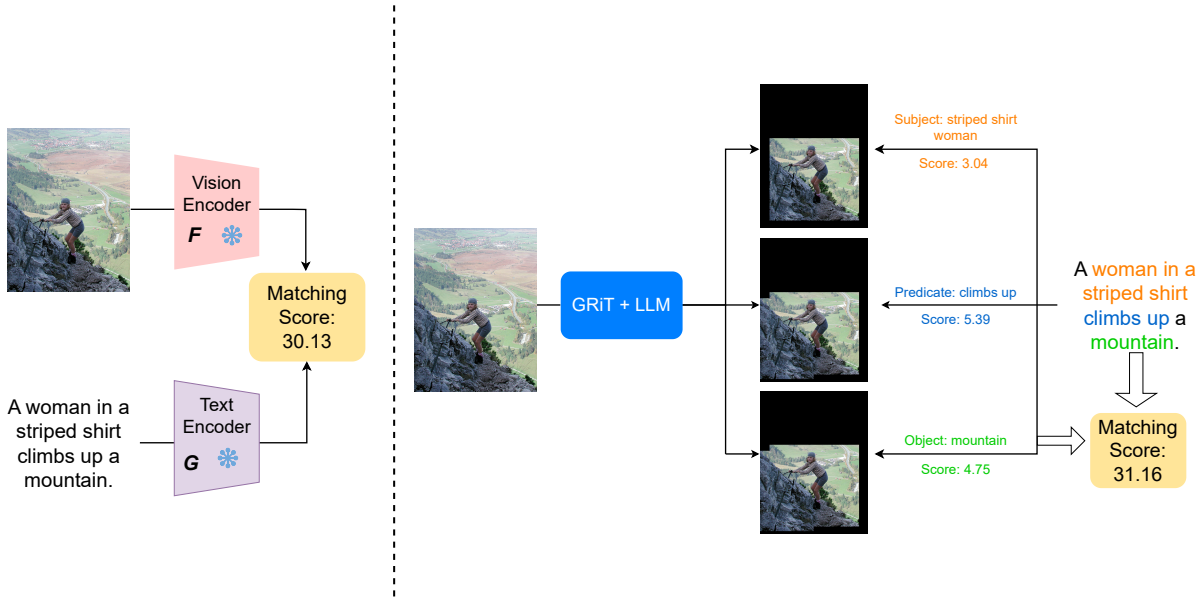 Vision
Encoder
F
Matching
Score:
30.13
A woman in a
striped shirt
climbs up a
mountain.
Text
Encoder
G
GRiT + LLM
Subject: striped shirt
woman
Score: 3.04
Predicate: climbs up
Score: 5.39
Object: mountain
Score: 4.75
A woman in a
striped shirt
climbs up a
mountain.
Matching
Score:
31.16